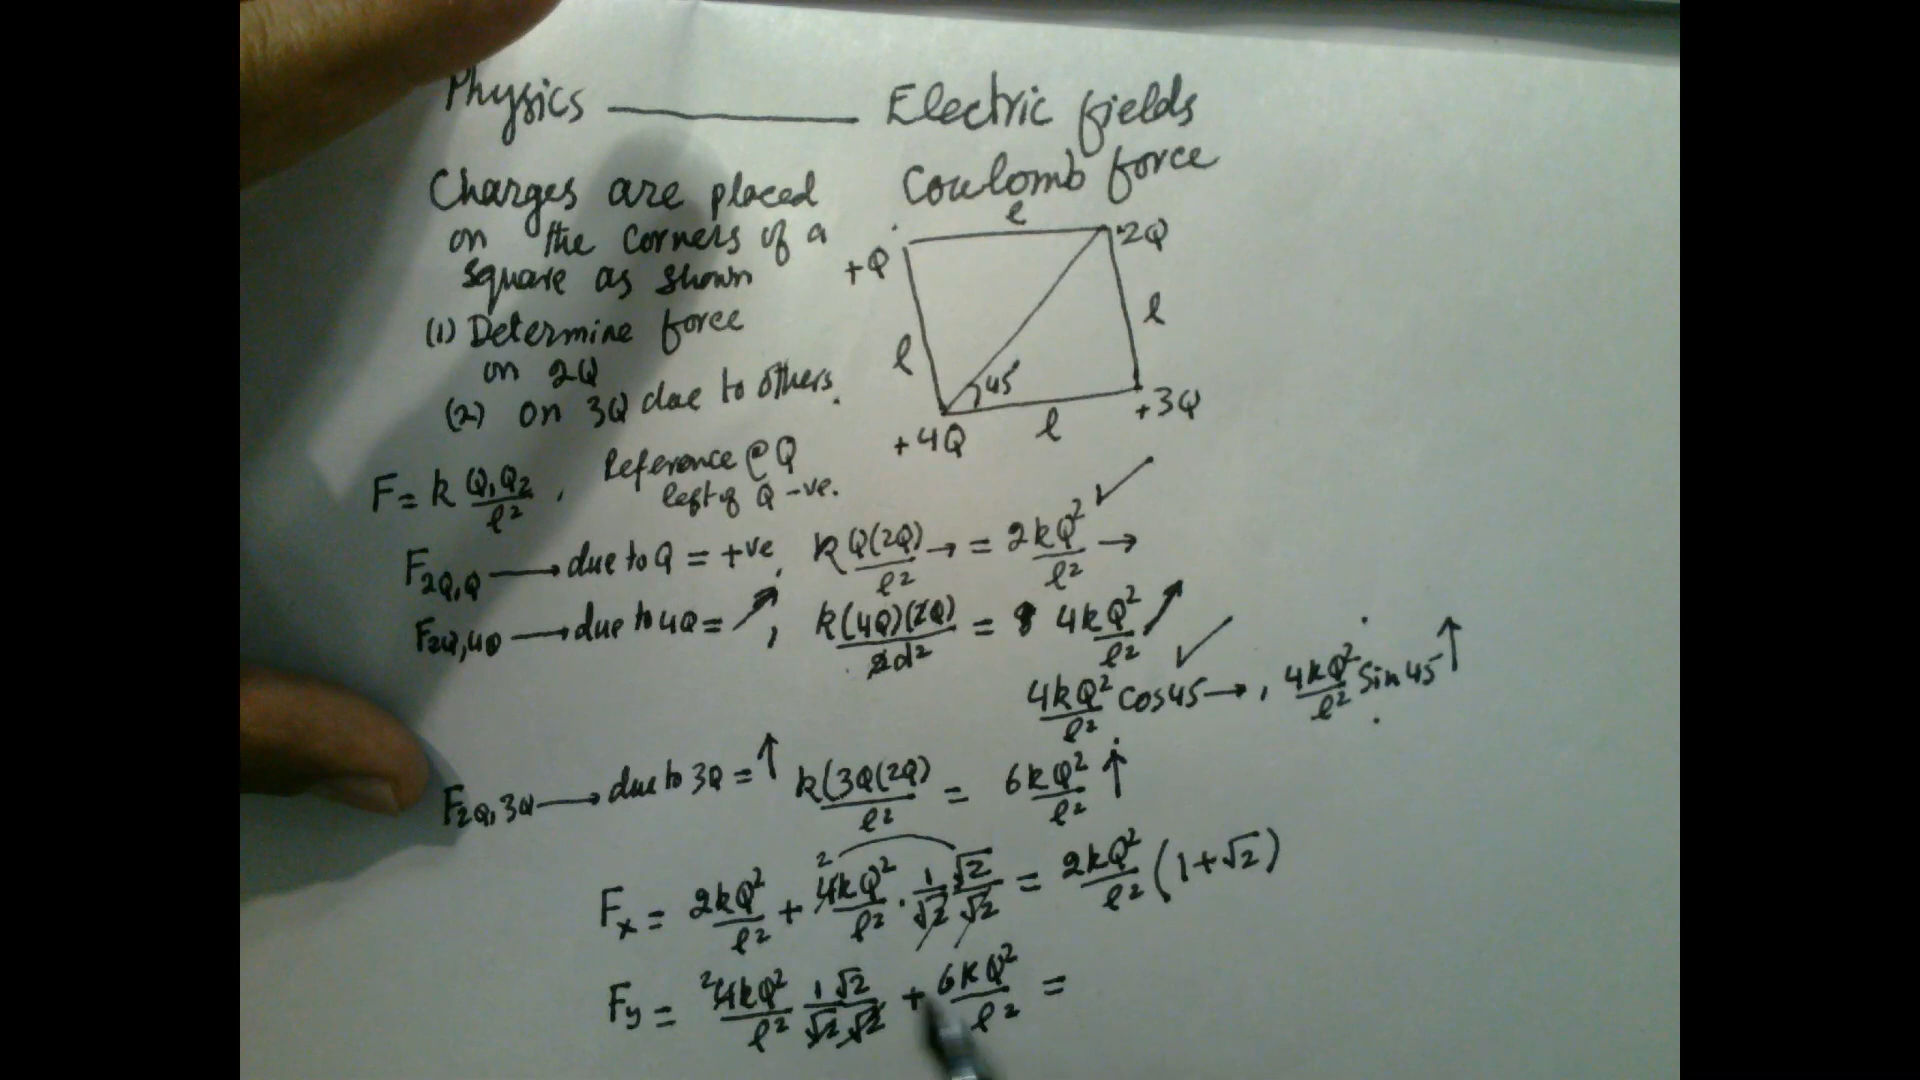 Physics ——— Electric fields
Coulomb force
Charges are placed
on the corners of a
square as shown
(1) Determine force
on 2Q
(2) on 3Q due to others.
l
+Q
2Q
l
l
45°
+4Q
l
+3Q
F = k Q₁Q₂/l² , Reference @ Q
left of Q -ve.
F₂Q,Q → due to Q = +ve, k Q(2Q)/l² → = 2kQ²/l² →
F₂Q,4Q → due to 4Q = ↗, k(4Q)(2Q)/2d² = 4kQ²/l² ↗
4kQ²/l² cos45 → , 4kQ²/l² sin45 ↑
F₂Q,3Q → due to 3Q = ↑ k(3Q(2Q)/l² = 6kQ²/l² ↑
Fx = 2kQ²/l² + 2 4kQ²/l² · 1/√2 √2/√2 = 2kQ²/l² (1+√2)
Fy = 2 4kQ²/l² 1/√2 √2/√2 + 6kQ²/l² =